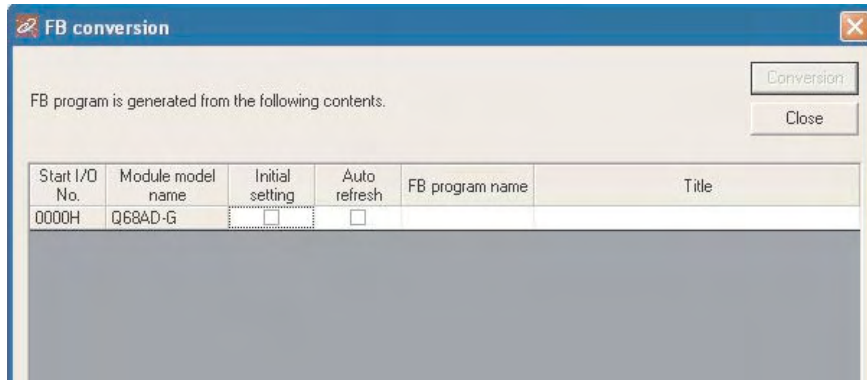 FB conversion
Conversion
FB program is generated from the following contents.
Close
Start I/O No. Module model name Initial setting Auto refresh FB program name Title
0000H Q68AD-G